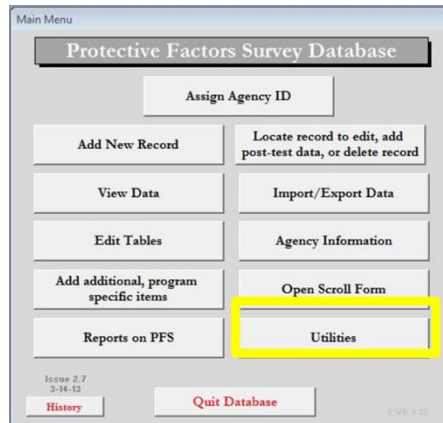 Main Menu
Protective Factors Survey Database
Assign Agency ID
Add New Record
Locate record to edit, add
post-test data, or delete record
View Data
Import/Export Data
Edit Tables
Agency Information
Add additional, program
specific items
Open Scroll Form
Reports on PFS
Utilities
Issue 2.7
3-14-13
History
Quit Database